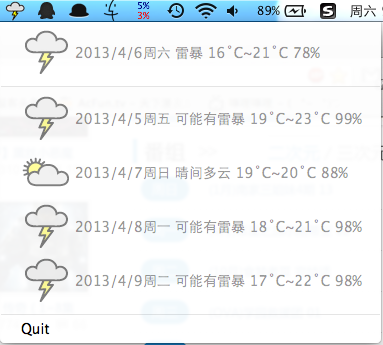 5%
3%
89%
S
周六
2013/4/6周六 雷暴 16˚C~21˚C 78%
2013/4/5周五 可能有雷暴 19˚C~23˚C 99%
2013/4/7周日 晴间多云 19˚C~20˚C 88%
2013/4/8周一 可能有雷暴 18˚C~21˚C 98%
2013/4/9周二 可能有雷暴 17˚C~22˚C 98%
Quit